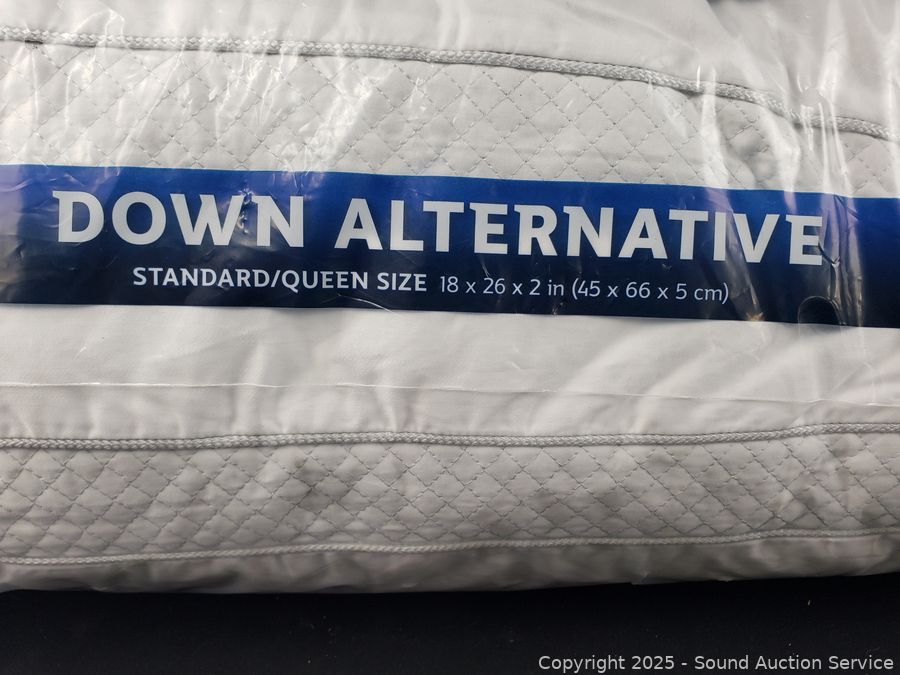 DOWN ALTERNATIVE
STANDARD/QUEEN SIZE 18 x 26 x 2 in (45 x 66 x 5 cm)
Copyright 2025 - Sound Auction Service